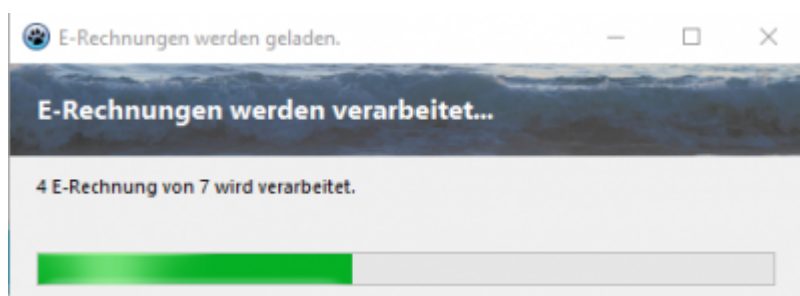 E-Rechnungen werden geladen.
E-Rechnungen werden verarbeitet...
4 E-Rechnung von 7 wird verarbeitet.